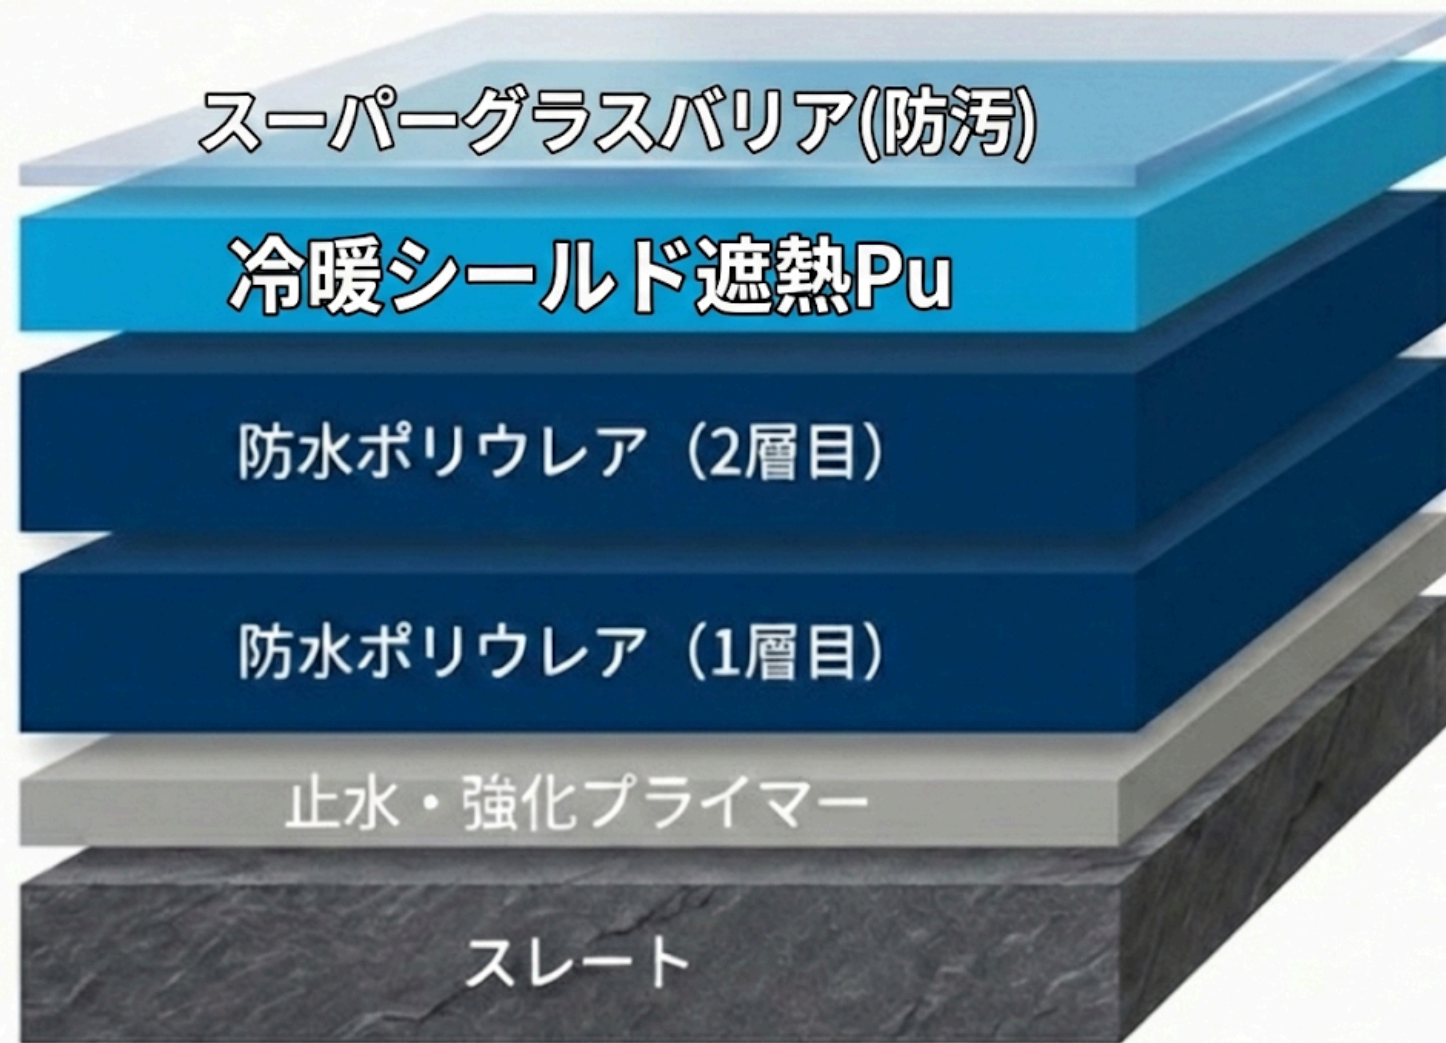 スーパーグラスバリア(防汚)
冷暖シールド遮熱Pu
防水ポリウレア（2層目）
防水ポリウレア（1層目）
止水・強化プライマー
スレート